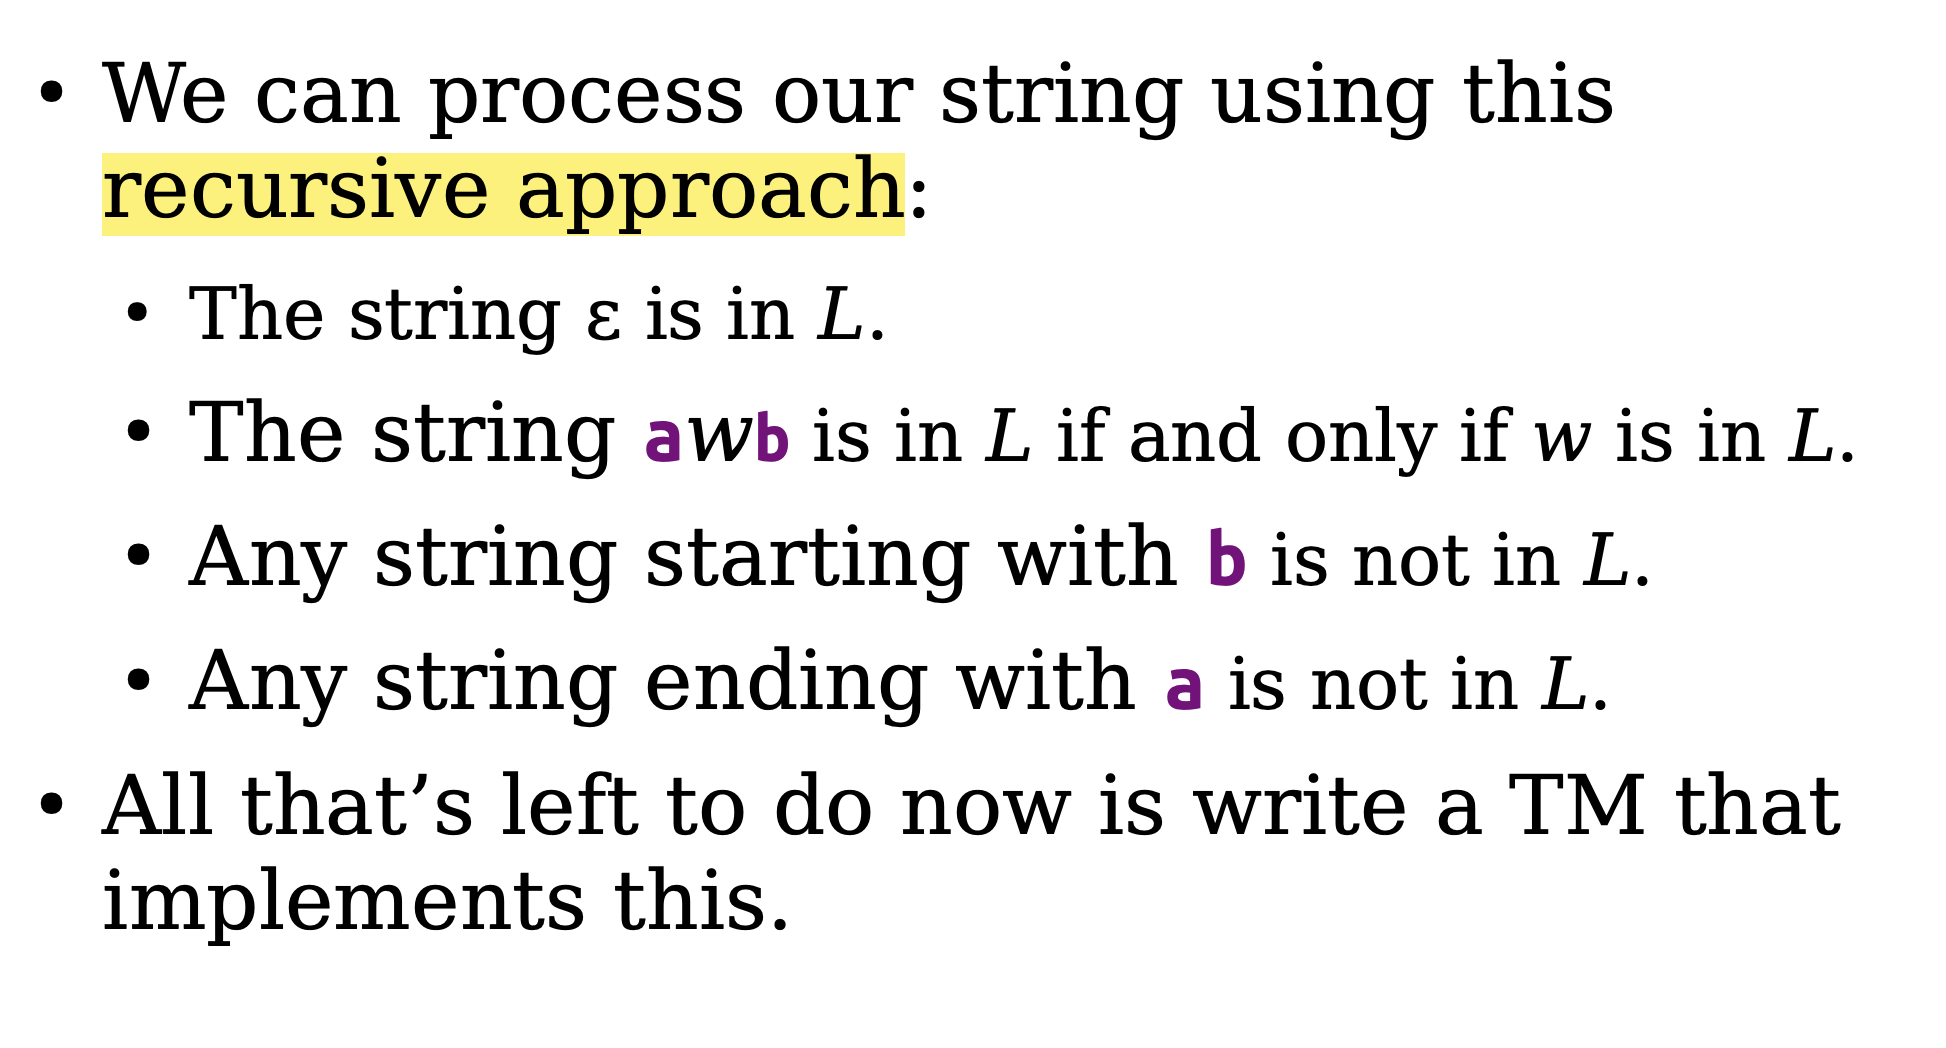 • We can process our string using this
recursive approach:
• The string ε is in L.
• The string awb is in L if and only if w is in L.
• Any string starting with b is not in L.
• Any string ending with a is not in L.
• All that’s left to do now is write a TM that
implements this.